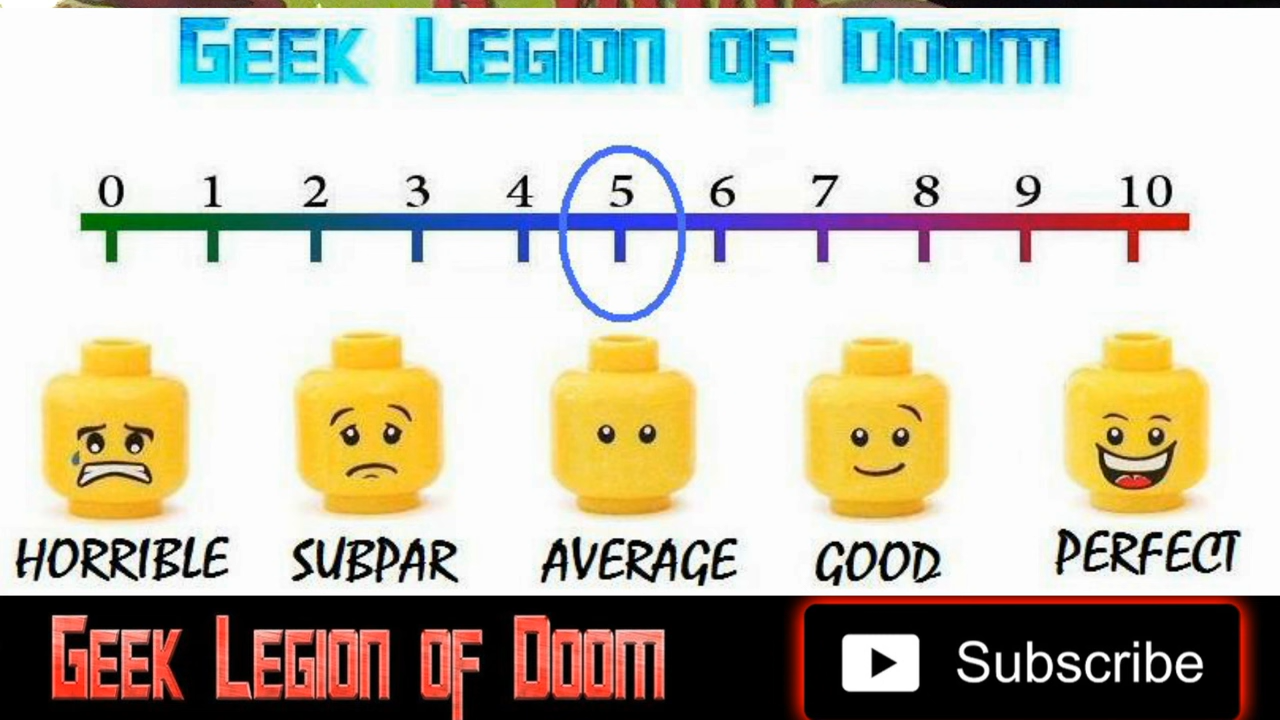 GEEK LEGION OF DOOM
0 1 2 3 4 5 6 7 8 9 10
HORRIBLE SUBPAR AVERAGE GOOD PERFECT
GEEK LEGION OF DOOM
Subscribe